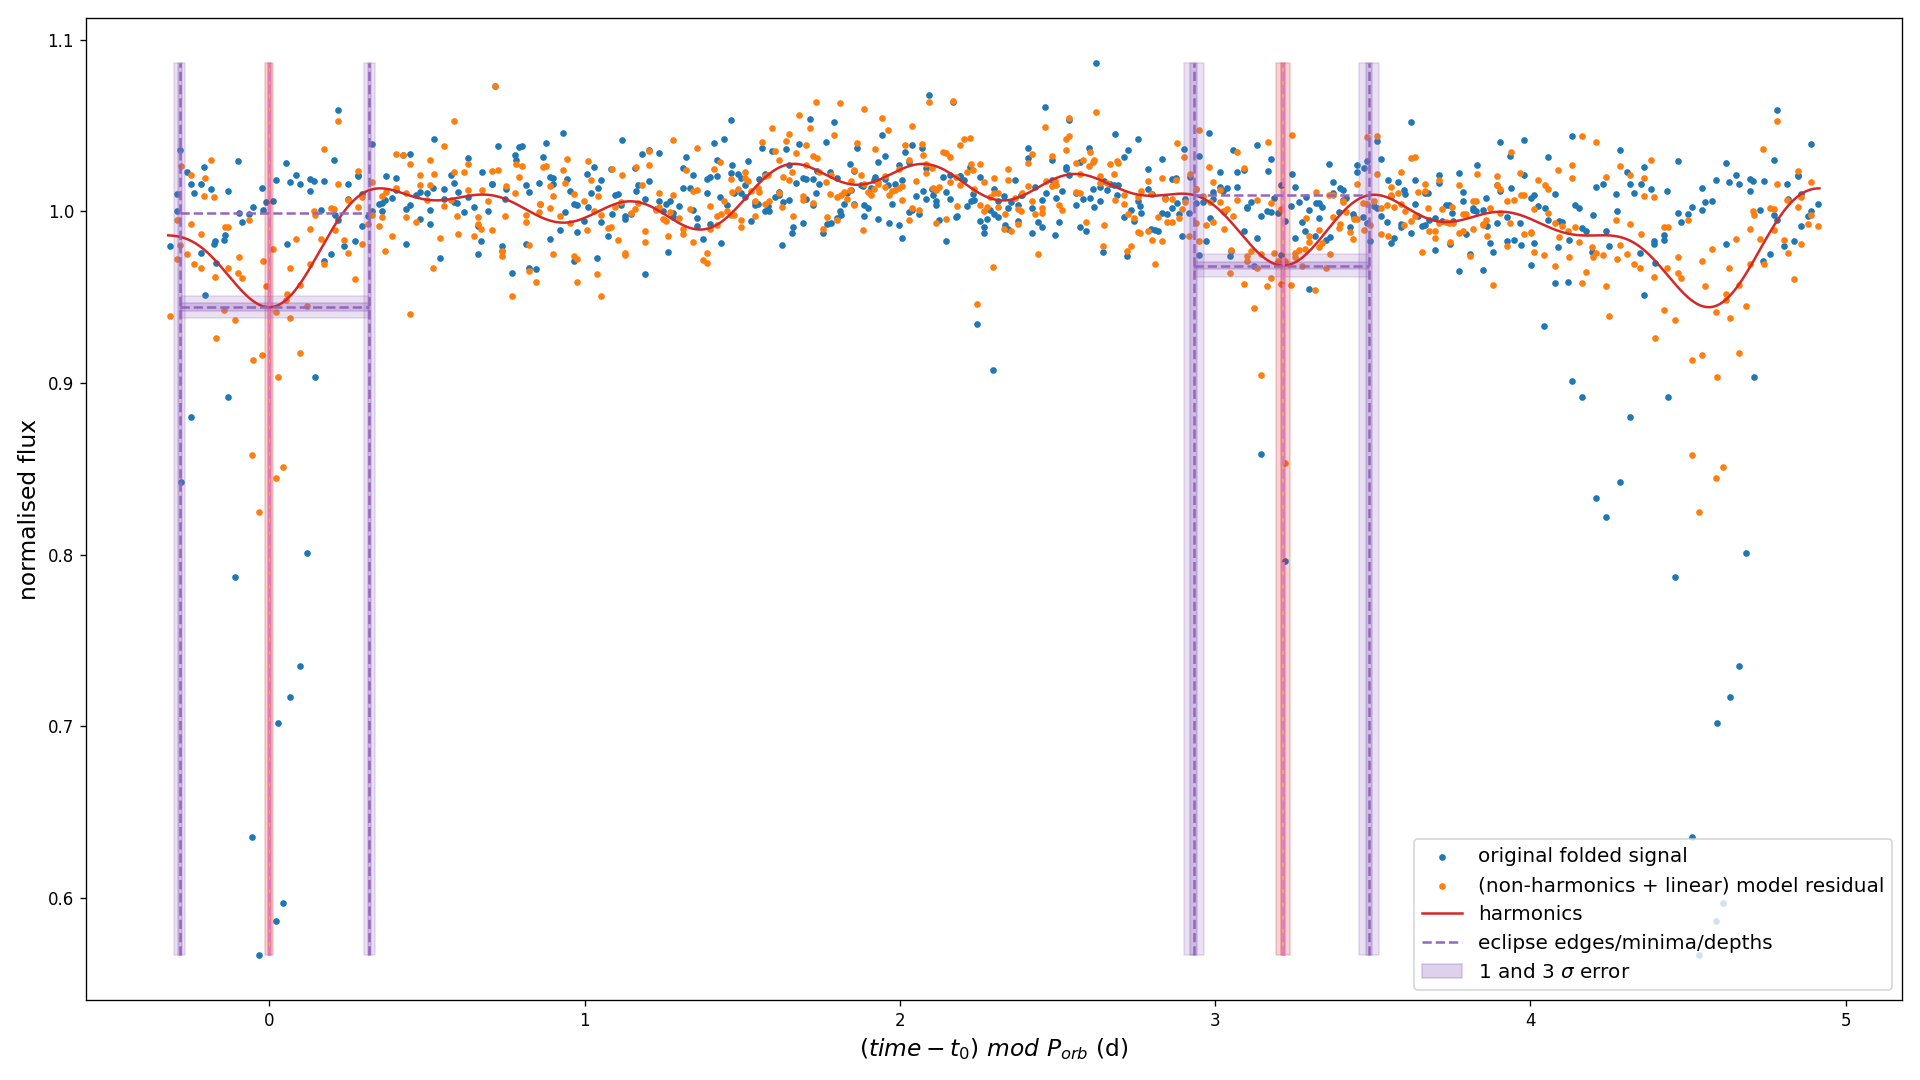 1.1
1.0
0.9
0.8
0.7
0.6
normalised flux
original folded signal
(non-harmonics + linear) model residual
harmonics
eclipse edges/minima/depths
1 and 3 σ error
0 1 2 3 4 5
(time − t₀) mod Pₒᵣb (d)